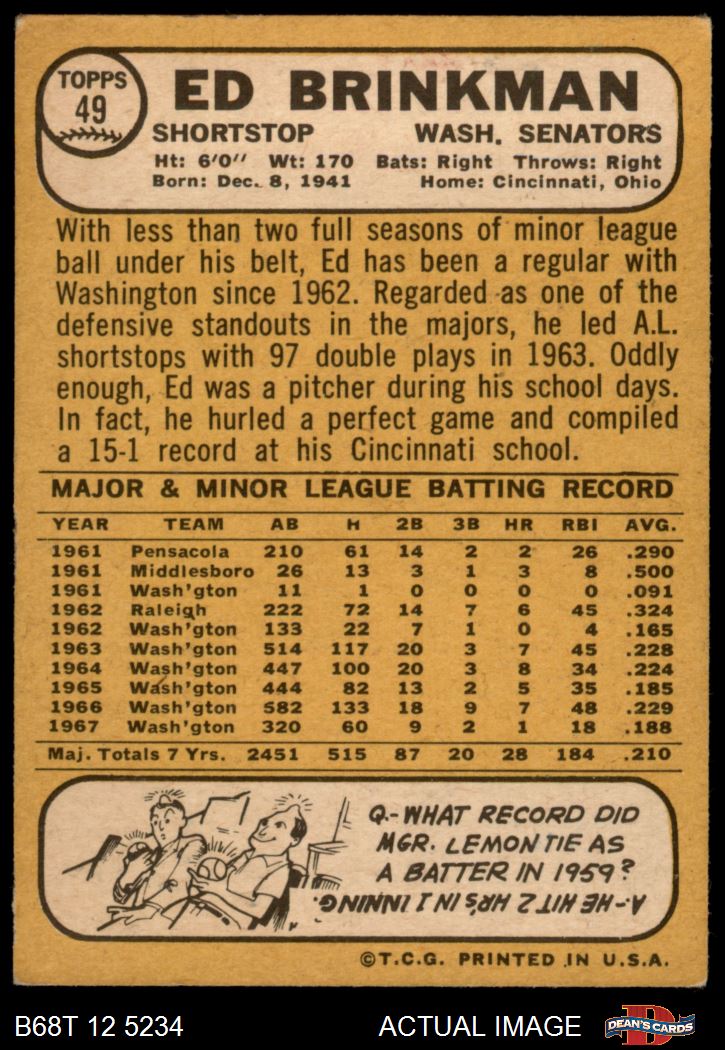 TOPPS
49
ED BRINKMAN
SHORTSTOP WASH. SENATORS
Ht: 6'0" Wt: 170 Bats: Right Throws: Right
Born: Dec. 8, 1941 Home: Cincinnati, Ohio
With less than two full seasons of minor league
ball under his belt, Ed has been a regular with
Washington since 1962. Regarded as one of the
defensive standouts in the majors, he led A.L.
shortstops with 97 double plays in 1963. Oddly
enough, Ed was a pitcher during his school days.
In fact, he hurled a perfect game and compiled
a 15-1 record at his Cincinnati school.
MAJOR & MINOR LEAGUE BATTING RECORD
YEAR TEAM AB H 2B 3B HR RBI AVG.
1961 Pensacola 210 61 14 2 2 26 .290
1961 Middlesboro 26 13 3 1 3 8 .500
1961 Wash'gton 11 1 0 0 0 0 .091
1962 Raleigh 222 72 14 7 6 45 .324
1962 Wash'gton 133 22 7 1 0 4 .165
1963 Wash'gton 514 117 20 3 7 45 .228
1964 Wash'gton 447 100 20 3 8 34 .224
1965 Wash'gton 444 82 13 2 5 35 .185
1966 Wash'gton 582 133 18 9 7 48 .229
1967 Wash'gton 320 60 9 2 1 18 .188
Maj. Totals 7 Yrs. 2451 515 87 20 28 184 .210
Q.-WHAT RECORD DID
MGR. LEMON TIE AS
A BATTER IN 1959?
A-HE HIT 2 HR'S IN 1 INNING.
©T.C.G. PRINTED IN U.S.A.
B68T 12 5234 ACTUAL IMAGE DEAN'S CARDS